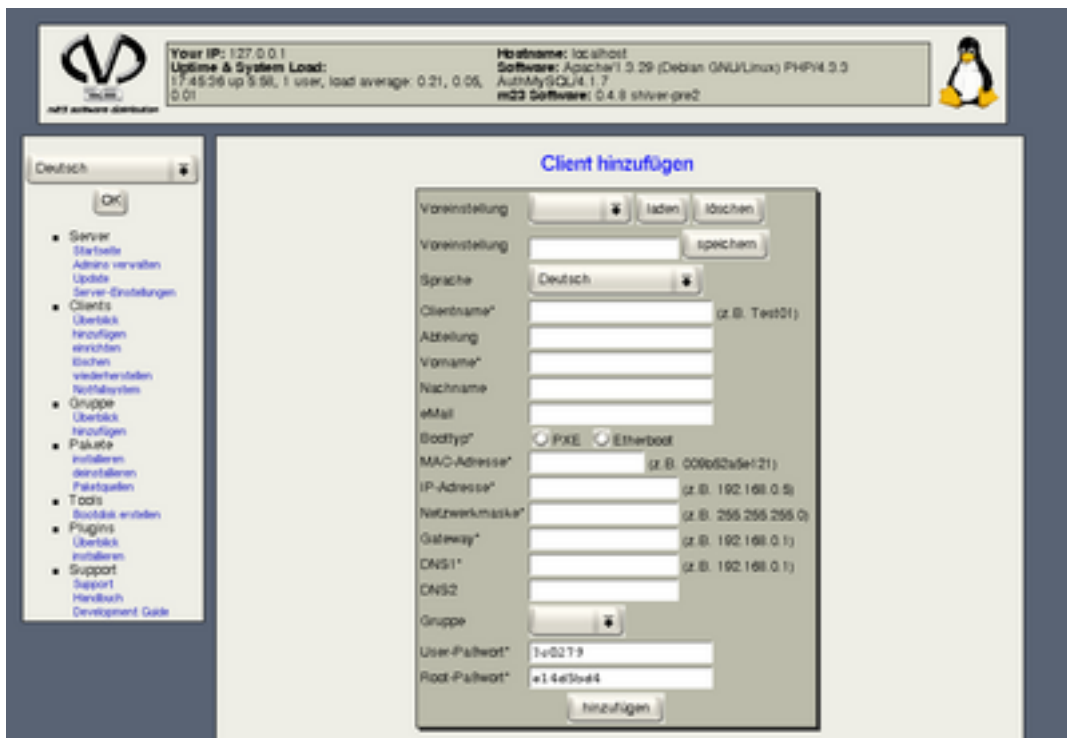 Your IP: 127.0.0.1
Uptime & System Load:
17:45:36 up 5:58, 1 user, load average: 0.21, 0.05,
0.01
Hostname: localhost
Software: Apache/1.3.29 (Debian GNU/Linux) PHP/4.3.3
AuthMySQL/4.1.7
m23 Software: 0.4.8 shiver-pre2
m23 software distribution
Deutsch
OK
Server
Startseite
Admins verwalten
Update
Server-Einstellungen
Clients
Überblick
hinzufügen
einrichten
löschen
wiederherstellen
Notfallsystem
Gruppe
Überblick
hinzufügen
Pakete
installieren
deinstallieren
Paketquellen
Tools
Bootdisk erstellen
Plugins
Überblick
installieren
Support
Support
Handbuch
Development Guide
Client hinzufügen
Voreinstellung laden löschen
Voreinstellung speichern
Sprache Deutsch
Clientname* (z.B. Test01)
Abteilung
Vorname*
Nachname
eMail
Boottyp* PXE Etherboot
MAC-Adresse* (z.B. 009b52a5e121)
IP-Adresse* (z.B. 192.168.0.5)
Netzwerkmaske* (z.B. 255.255.255.0)
Gateway* (z.B. 192.168.0.1)
DNS1* (z.B. 192.168.0.1)
DNS2
Gruppe
User-Paßwort*
Root-Paßwort*
hinzufügen